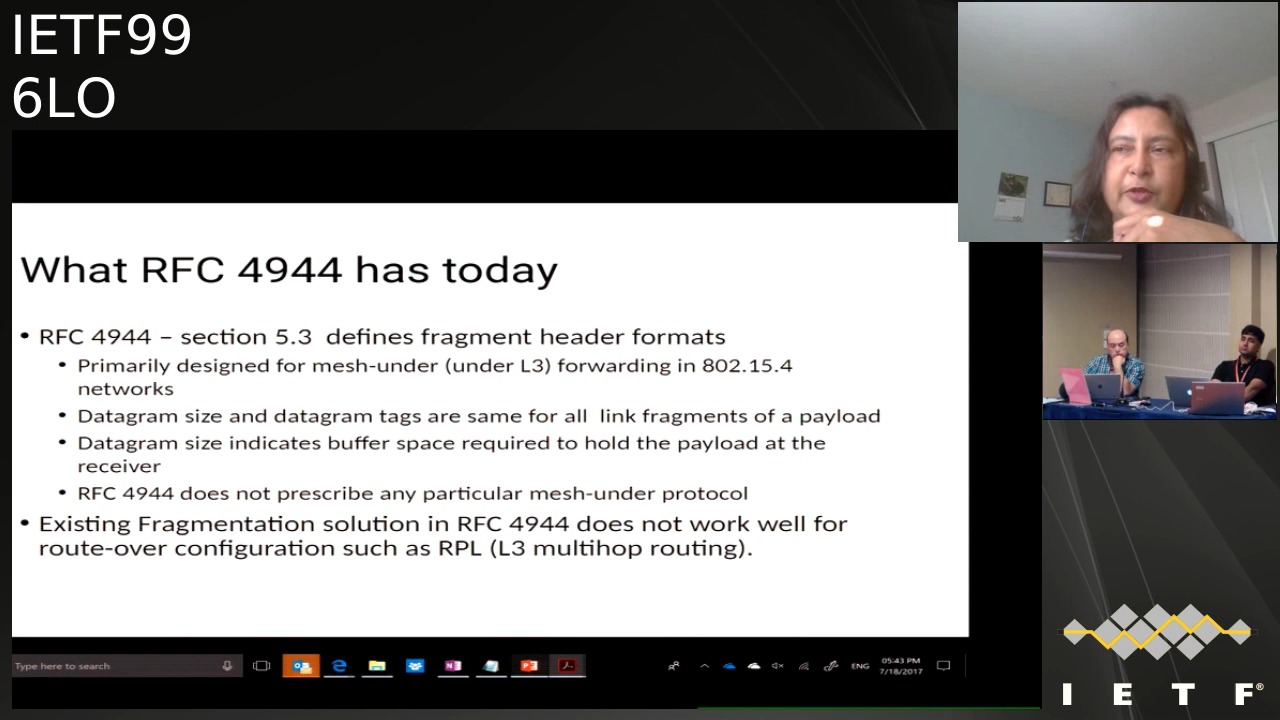 IETF99
6LO
What RFC 4944 has today
• RFC 4944 – section 5.3 defines fragment header formats
• Primarily designed for mesh-under (under L3) forwarding in 802.15.4
networks
• Datagram size and datagram tags are same for all link fragments of a payload
• Datagram size indicates buffer space required to hold the payload at the
receiver
• RFC 4944 does not prescribe any particular mesh-under protocol
• Existing Fragmentation solution in RFC 4944 does not work well for
route-over configuration such as RPL (L3 multihop routing).
Type here to search
ENG
05:43 PM
7/18/2017
I E T F®